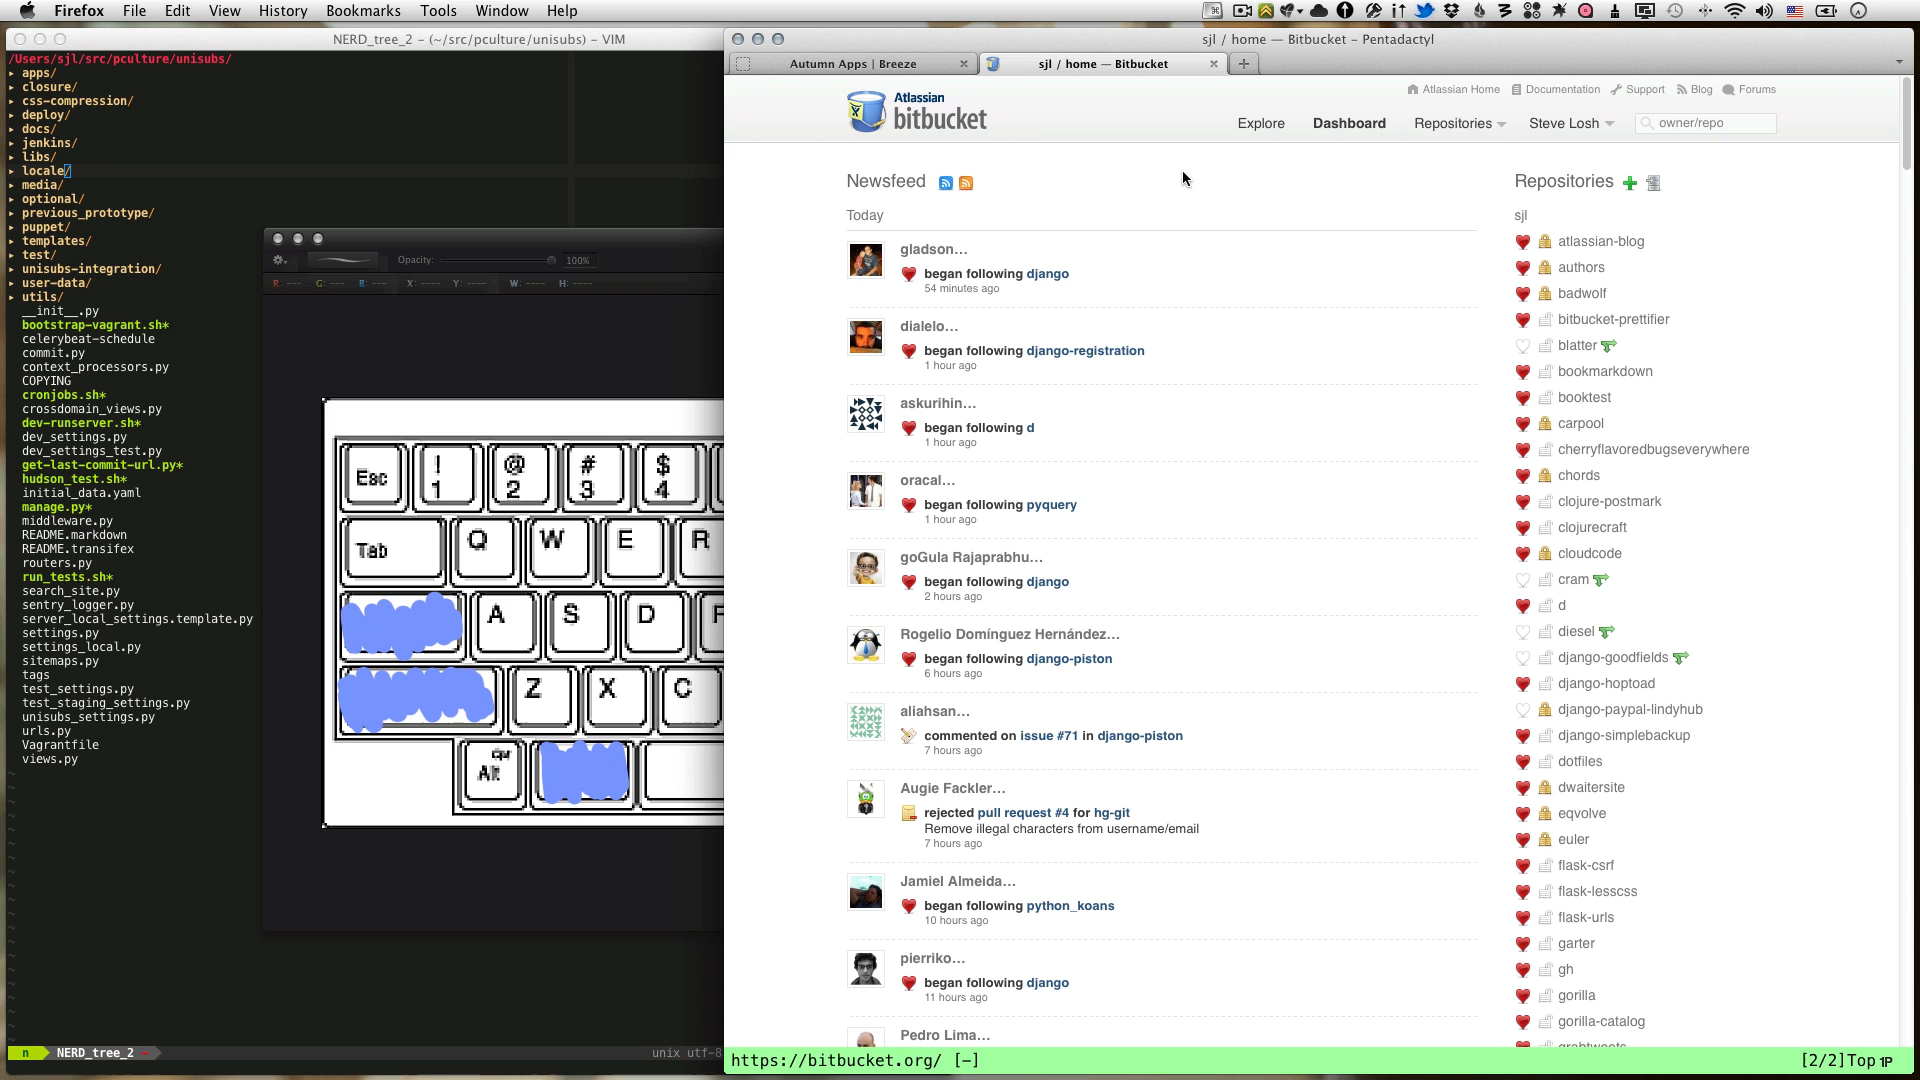 Firefox File Edit View History Bookmarks Tools Window Help
NERD_tree_2 – (~/src/pculture/unisubs) – VIM
/Users/sjl/src/pculture/unisubs/
▸ apps/
▸ closure/
▸ css-compression/
▸ deploy/
▸ docs/
▸ jenkins/
▸ libs/
▸ locale/
▸ media/
▸ optional/
▸ previous_prototype/
▸ puppet/
▸ templates/
▸ test/
▸ unisubs-integration/
▸ user-data/
▸ utils/
__init__.py
bootstrap-vagrant.sh*
celerybeat-schedule
commit.py
context_processors.py
COPYING
cronjobs.sh*
crossdomain_views.py
dev-runserver.sh*
dev_settings.py
dev_settings_test.py
get-last-commit-url.py*
hudson_test.sh*
initial_data.yaml
manage.py*
middleware.py
README.markdown
README.transifex
routers.py
run_tests.sh*
search_site.py
sentry_logger.py
server_local_settings.template.py
settings.py
settings_local.py
sitemaps.py
tags
test_settings.py
test_staging_settings.py
unisubs_settings.py
urls.py
Vagrantfile
views.py
n NERD_tree_2 – unix utf-8
Opacity: 100%
R: --- G: --- B: --- X: ---- Y: ---- W: ---- H: ----
Esc ! 1 @ 2 # 3 $ 4
Tab Q W E R
A S D F
Z X C
Alt
sjl / home — Bitbucket – Pentadactyl
Autumn Apps | Breeze
sjl / home — Bitbucket
Atlassian Home Documentation Support Blog Forums
Atlassian
bitbucket
Explore Dashboard Repositories Steve Losh owner/repo
Newsfeed
Today
gladson…
began following django
54 minutes ago
dialelo…
began following django-registration
1 hour ago
askurihin…
began following d
1 hour ago
oracal…
began following pyquery
1 hour ago
goGula Rajaprabhu…
began following django
2 hours ago
Rogelio Domínguez Hernández…
began following django-piston
6 hours ago
aliahsan…
commented on issue #71 in django-piston
7 hours ago
Augie Fackler…
rejected pull request #4 for hg-git
Remove illegal characters from username/email
7 hours ago
Jamiel Almeida…
began following python_koans
10 hours ago
pierriko…
began following django
11 hours ago
Pedro Lima…
Repositories
sjl
atlassian-blog
authors
badwolf
bitbucket-prettifier
blatter
bookmarkdown
booktest
carpool
cherryflavoredbugseverywhere
chords
clojure-postmark
clojurecraft
cloudcode
cram
d
diesel
django-goodfields
django-hoptoad
django-paypal-lindyhub
django-simplebackup
dotfiles
dwaitersite
eqvolve
euler
flask-csrf
flask-lesscss
flask-urls
garter
gh
gorilla
gorilla-catalog
grabtweets
https://bitbucket.org/ [-] [2/2]Top 1P